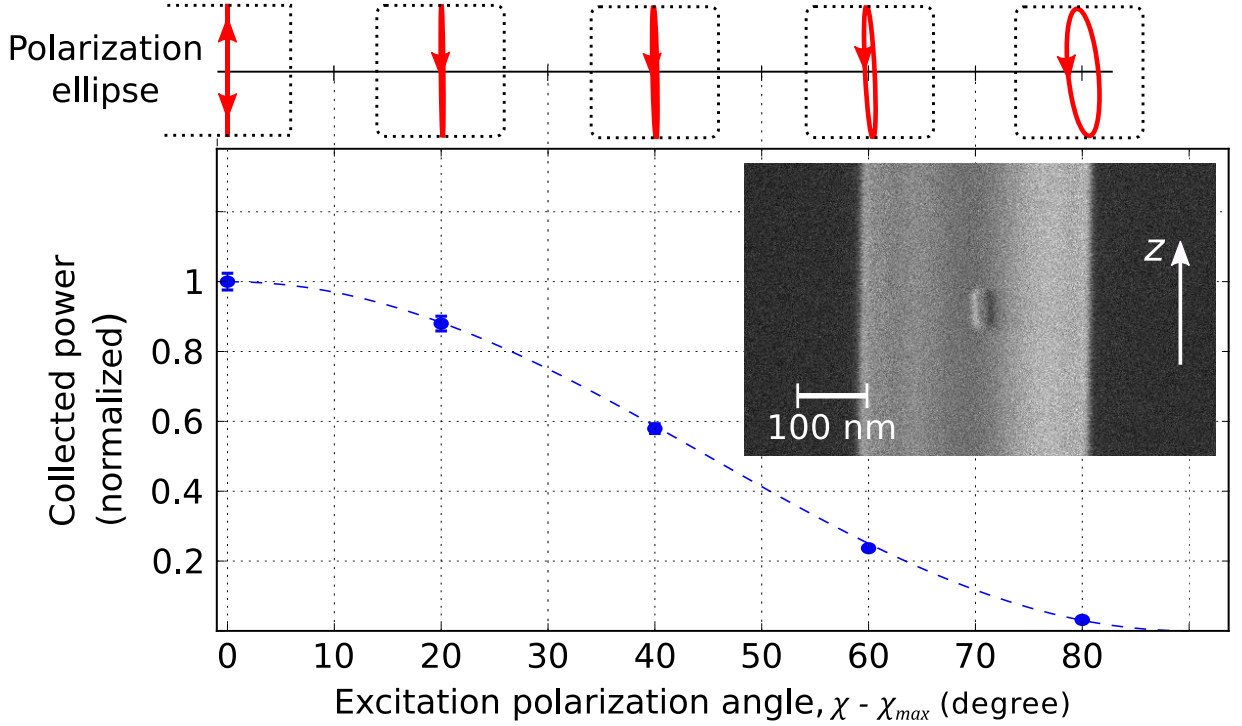 Polarization
ellipse
Collected power
(normalized)
1
0.8
0.6
0.4
0.2
z
100 nm
0 10 20 30 40 50 60 70 80
Excitation polarization angle, χ - χmax (degree)